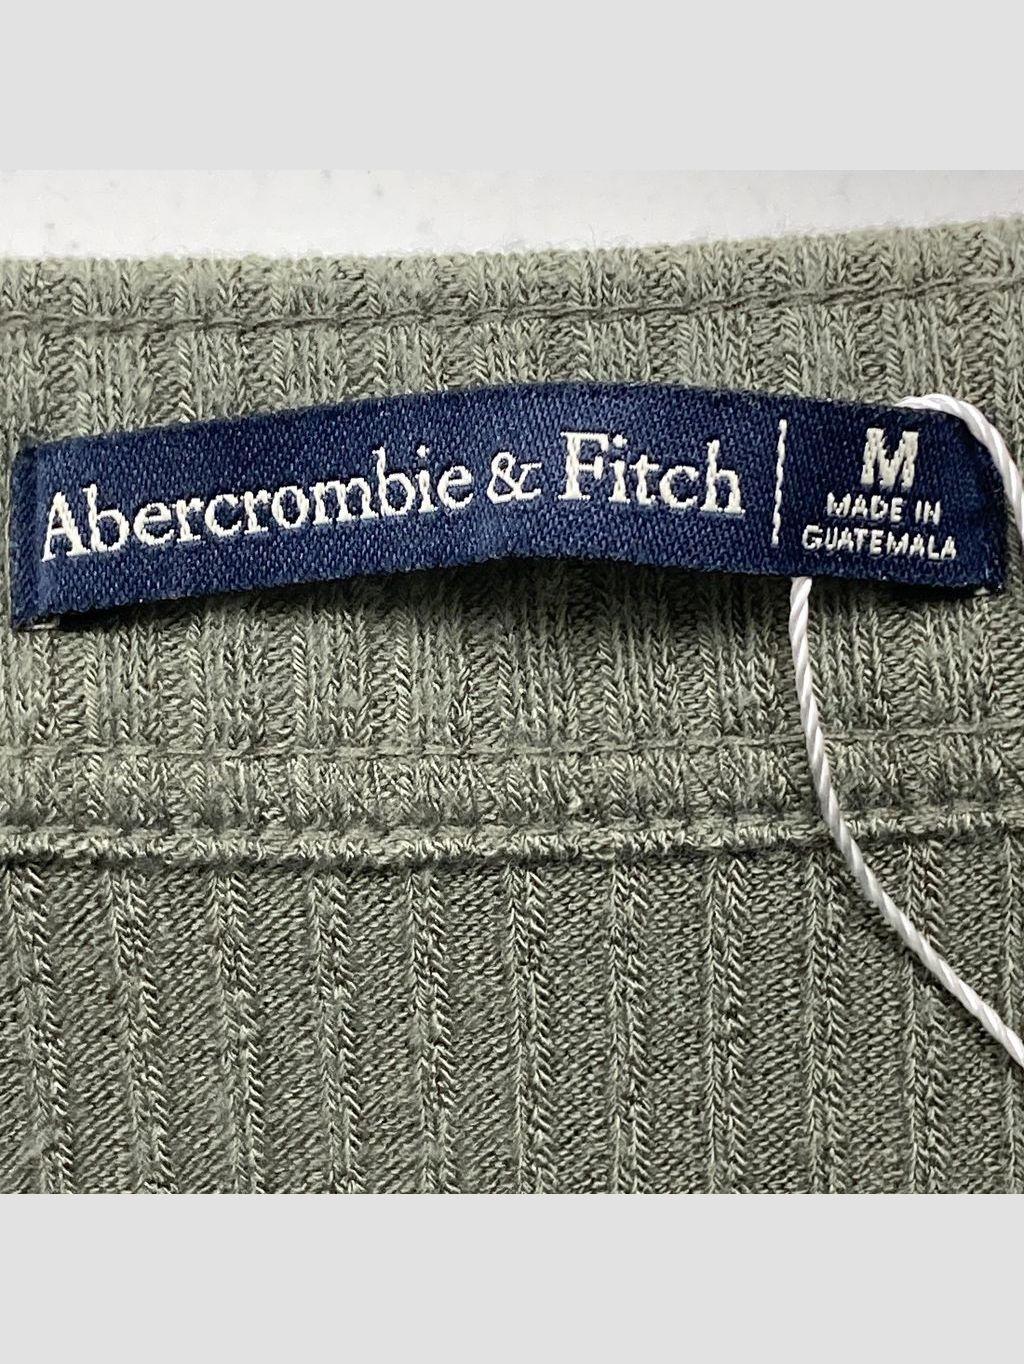 Abercrombie & Fitch
M
MADE IN
GUATEMALA